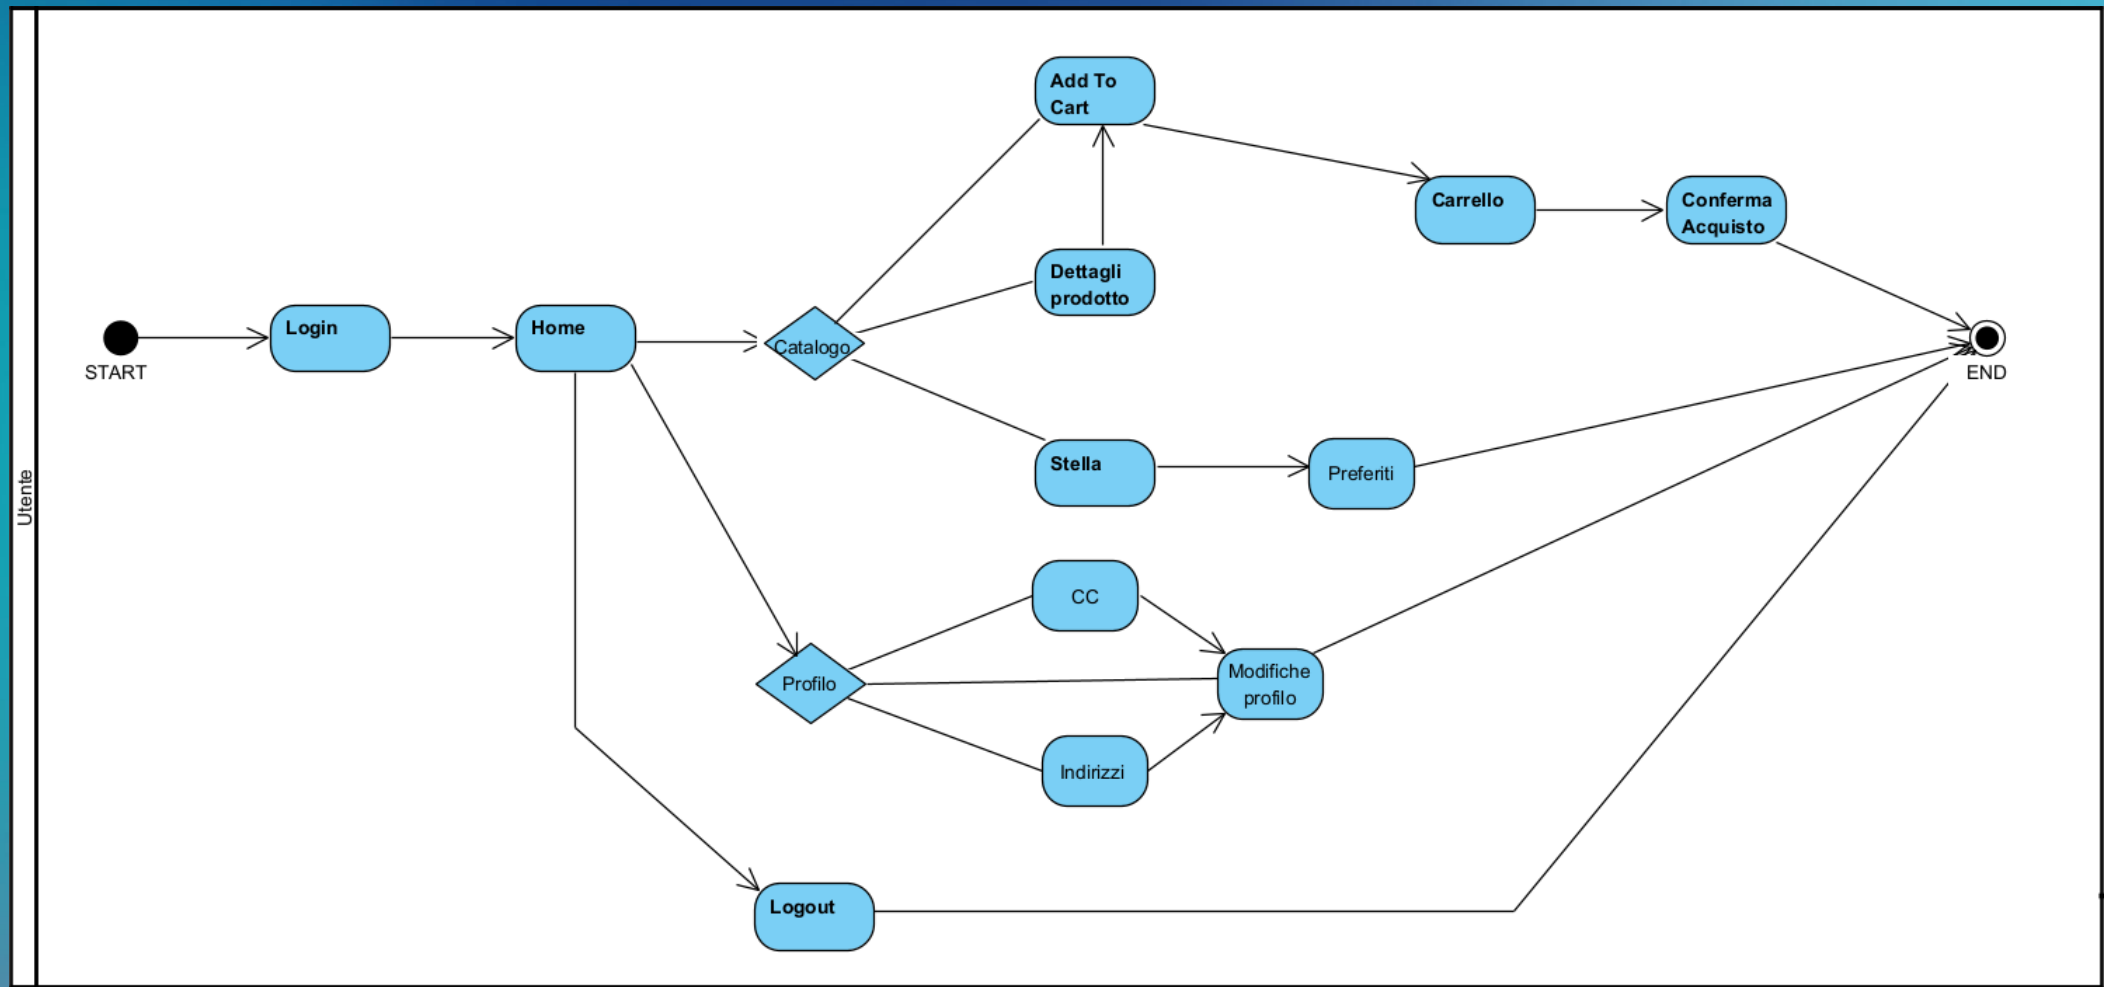 Utente
START
Login
Home
Catalogo
Add To
Cart
Dettagli
prodotto
Stella
Carrello
Conferma
Acquisto
Preferiti
END
Profilo
CC
Modifiche
profilo
Indirizzi
Logout